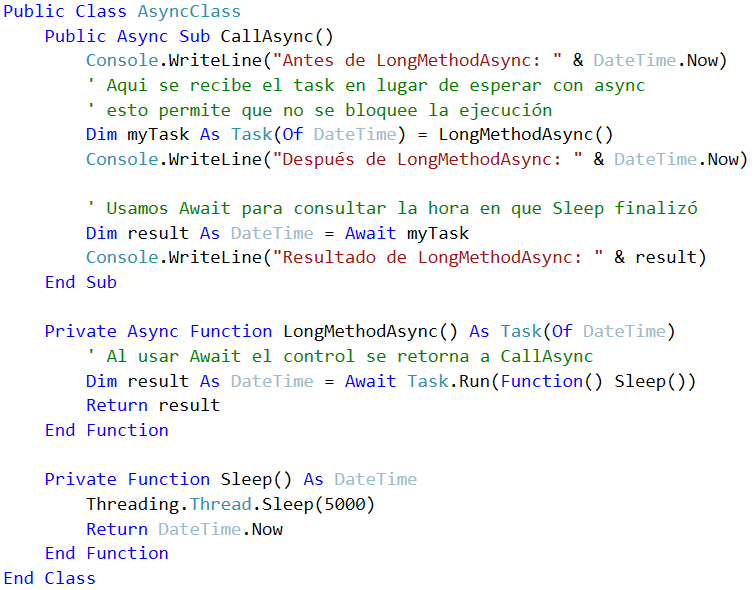 Public Class AsyncClass
    Public Async Sub CallAsync()
        Console.WriteLine("Antes de LongMethodAsync: " & DateTime.Now)
        ' Aqui se recibe el task en lugar de esperar con async
        ' esto permite que no se bloquee la ejecución
        Dim myTask As Task(Of DateTime) = LongMethodAsync()
        Console.WriteLine("Después de LongMethodAsync: " & DateTime.Now)

        ' Usamos Await para consultar la hora en que Sleep finalizó
        Dim result As DateTime = Await myTask
        Console.WriteLine("Resultado de LongMethodAsync: " & result)
    End Sub

    Private Async Function LongMethodAsync() As Task(Of DateTime)
        ' Al usar Await el control se retorna a CallAsync
        Dim result As DateTime = Await Task.Run(Function() Sleep())
        Return result
    End Function

    Private Function Sleep() As DateTime
        Threading.Thread.Sleep(5000)
        Return DateTime.Now
    End Function
End Class